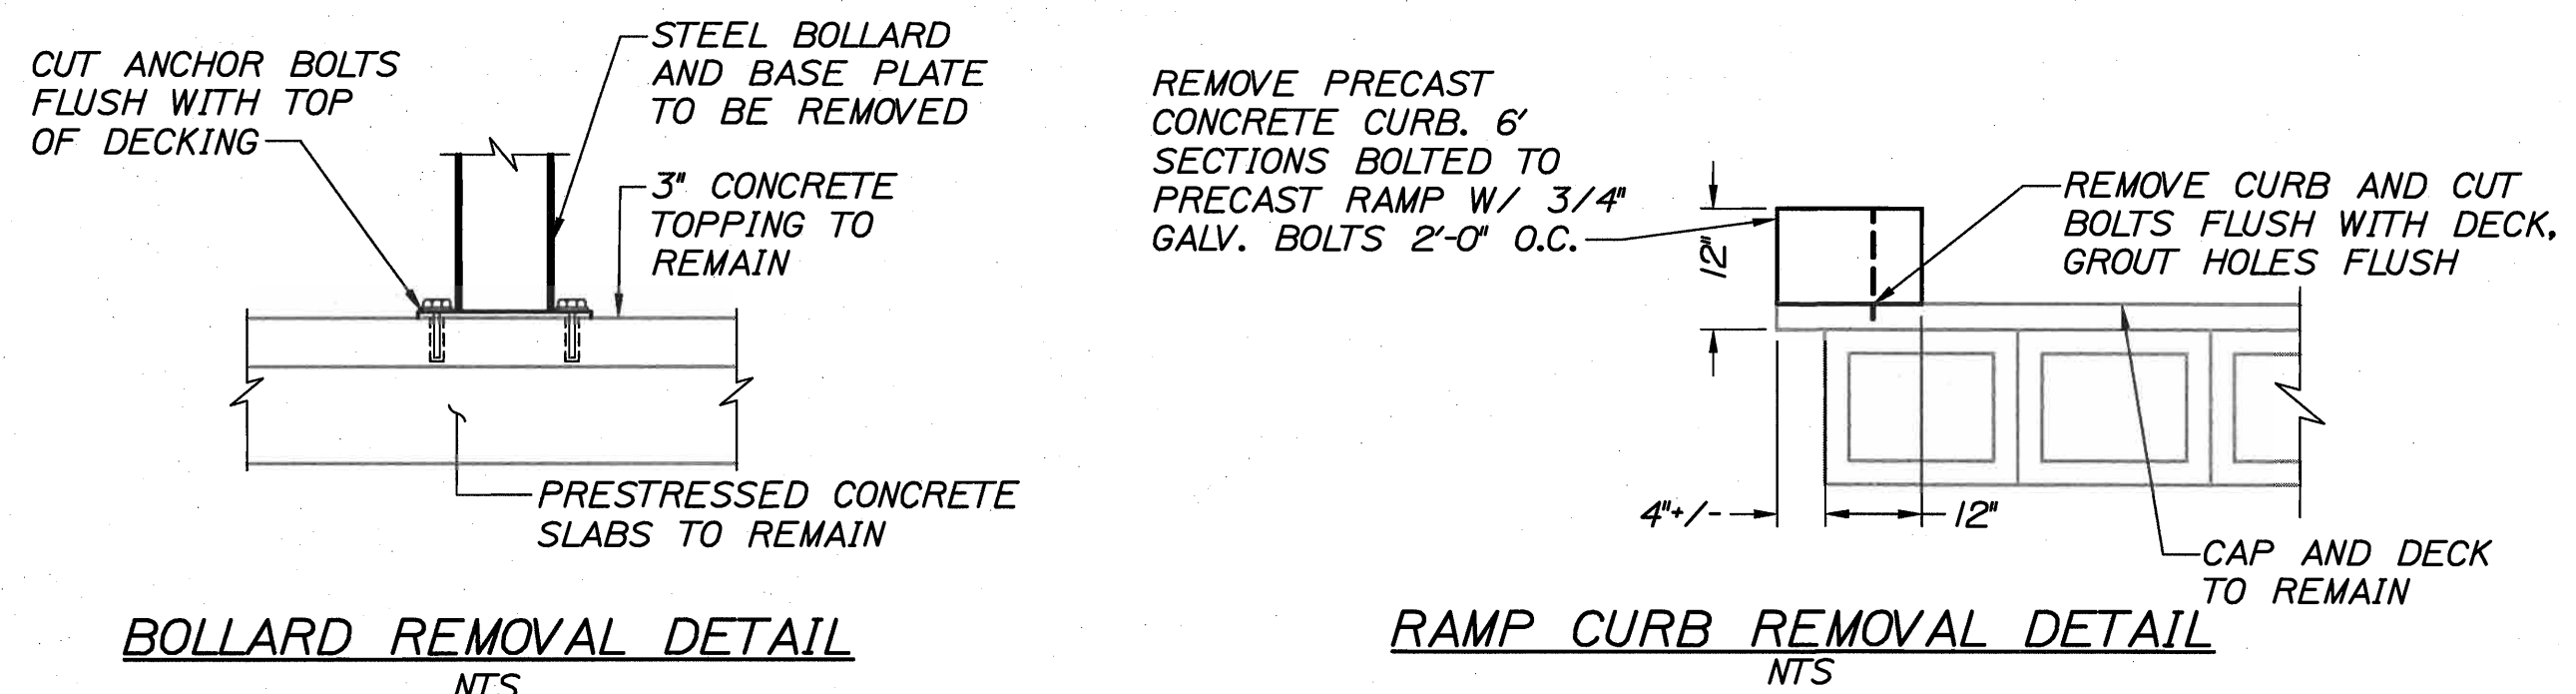 CUT ANCHOR BOLTS
FLUSH WITH TOP
OF DECKING
STEEL BOLLARD
AND BASE PLATE
TO BE REMOVED
3" CONCRETE
TOPPING TO
REMAIN
PRESTRESSED CONCRETE
SLABS TO REMAIN
BOLLARD REMOVAL DETAIL
NTS
REMOVE PRECAST
CONCRETE CURB. 6'
SECTIONS BOLTED TO
PRECAST RAMP W/ 3/4"
GALV. BOLTS 2'-0" O.C.
12"
REMOVE CURB AND CUT
BOLTS FLUSH WITH DECK,
GROUT HOLES FLUSH
4"+/-
12"
CAP AND DECK
TO REMAIN
RAMP CURB REMOVAL DETAIL
NTS